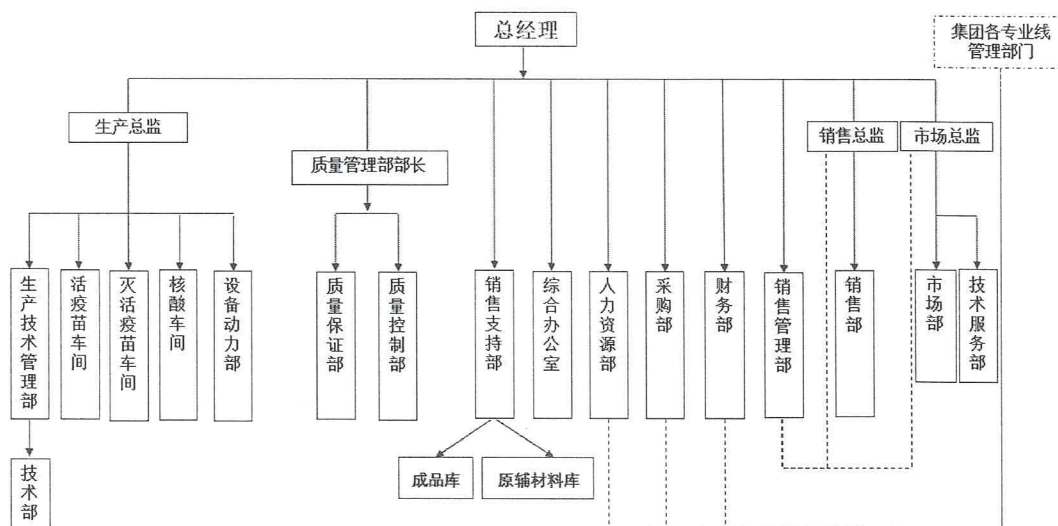 总经理
集团各专业线
管理部门
生产总监
销售总监
市场总监
质量管理部部长
生产技术管理部
活疫苗车间
灭活疫苗车间
核酸车间
设备动力部
质量保证部
质量控制部
销售支持部
综合办公室
人力资源部
采购部
财务部
销售管理部
销售部
市场部
技术服务部
技术部
成品库
原辅材料库